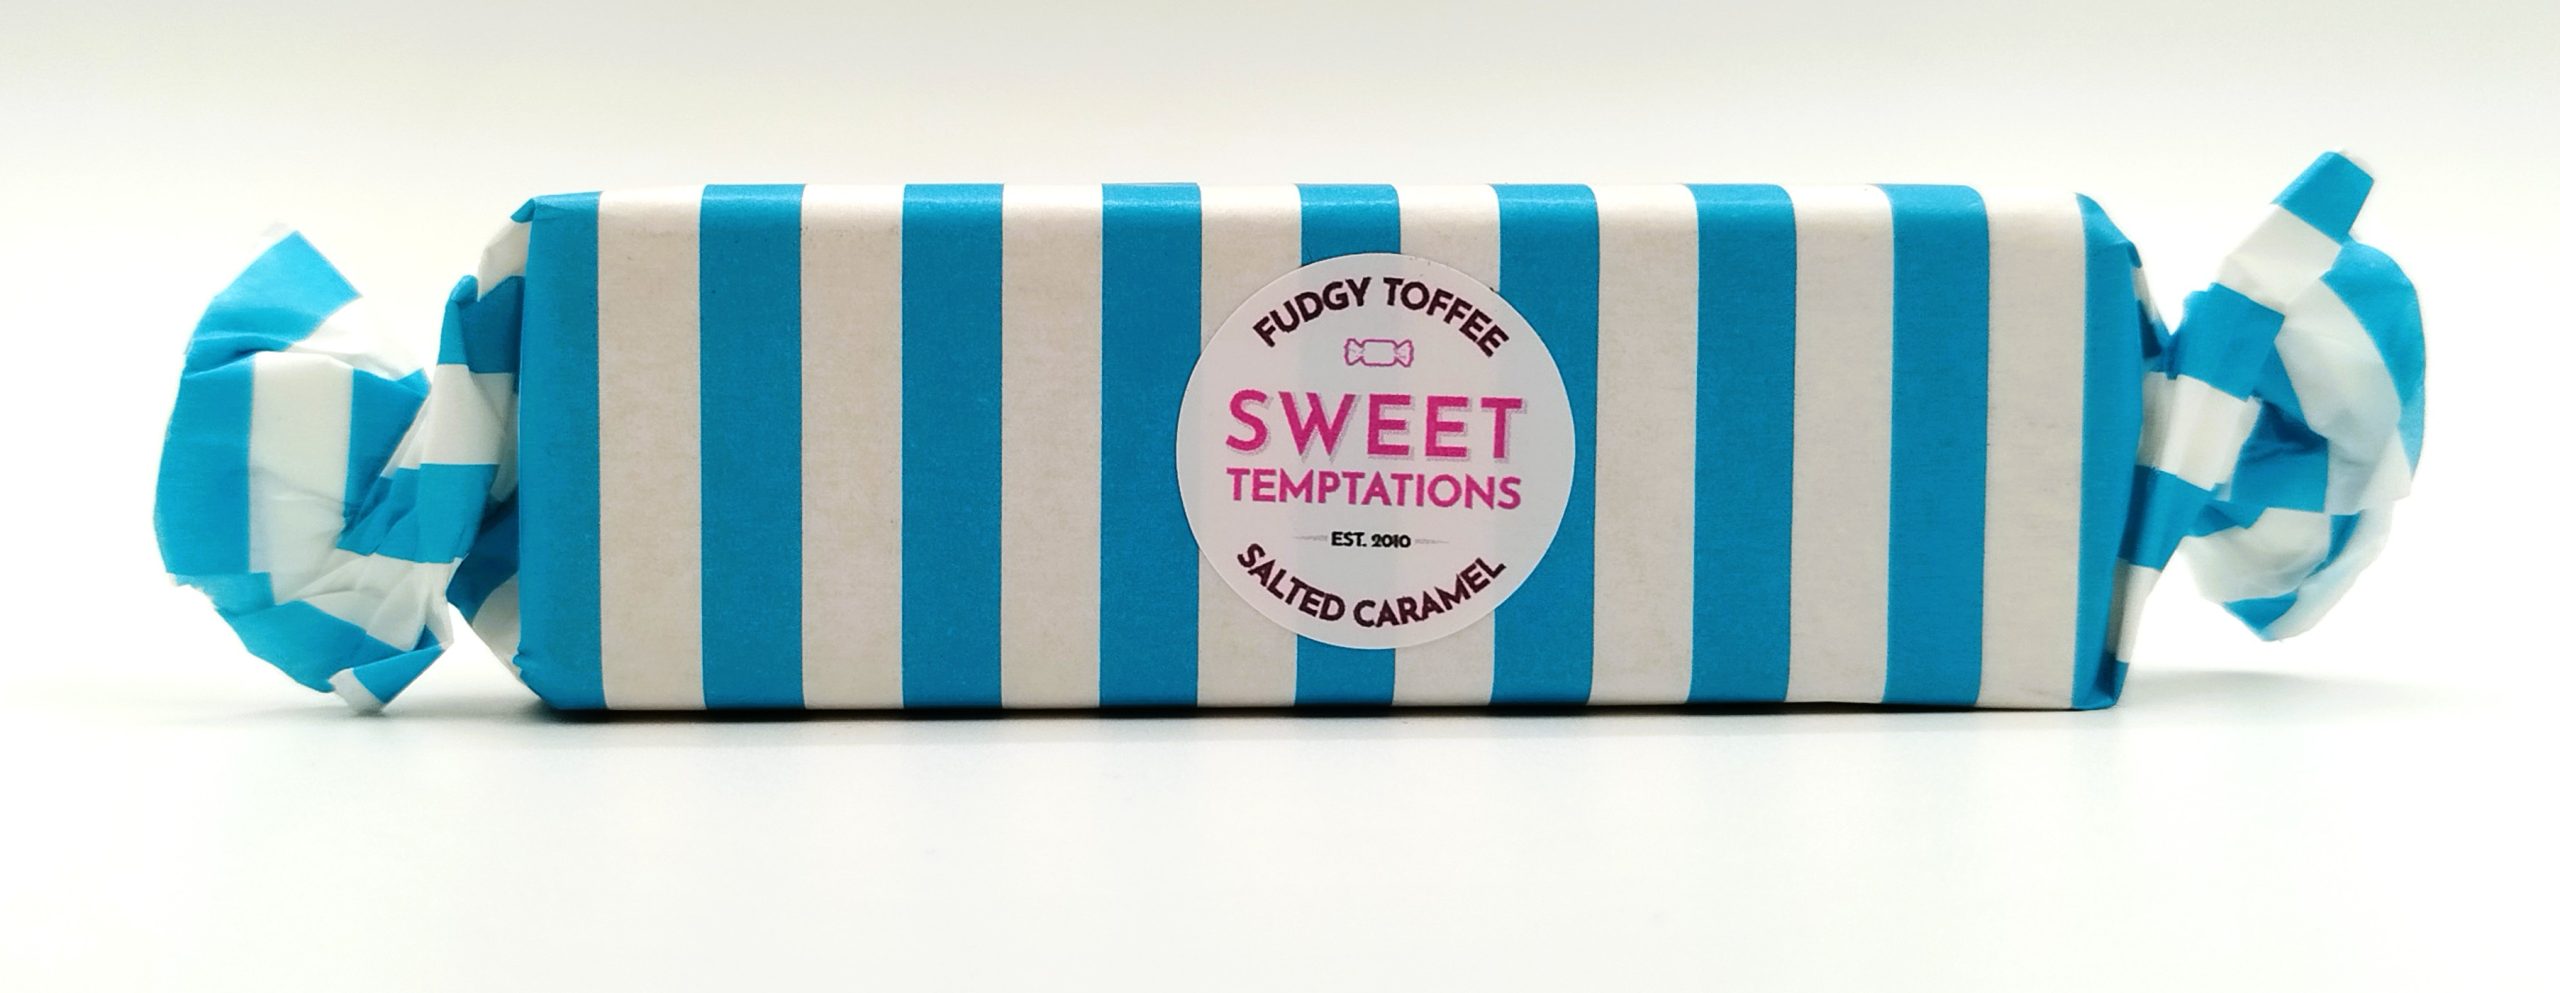 FUDGY TOFFEE
SWEET
TEMPTATIONS
EST. 2010
SALTED CARAMEL